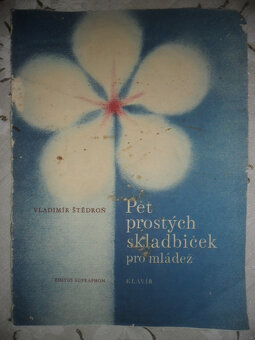 VLADIMÍR ŠTĚDROŇ
Pět
prostých
skladbiček
pro mládež
EDITIO SUPRAPHON
KLAVÍR